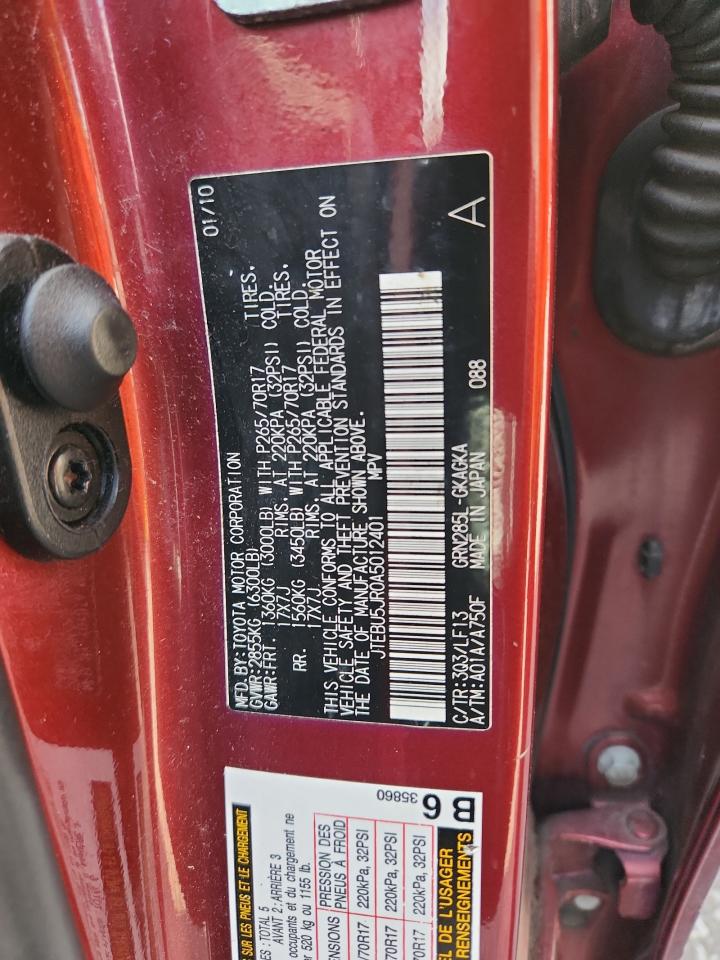 MFD. BY: TOYOTA MOTOR CORPORATION 01/10
GVWR: 2855KG (6300LB)
GAWR: FRT. 1360KG (3000LB) WITH P265/70R17 TIRES.
17X7J RIMS. AT 220KPA (32PSI) COLD.
RR. 1560KG (3450LB) WITH P265/70R17 TIRES.
17X7J RIMS. AT 220KPA (32PSI) COLD.
THIS VEHICLE CONFORMS TO ALL APPLICABLE FEDERAL MOTOR
VEHICLE SAFETY AND THEFT PREVENTION STANDARDS IN EFFECT ON
THE DATE OF MANUFACTURE SHOWN ABOVE.
JTEBU5JR0A5012401 MPV
C/TR: 3Q3/LF13 GRN285L-GKAGKA 088
A/TM: A01A/A750F MADE IN JAPAN A
SUR LES PNEUS ET LE CHARGEMENT
TOTAL 5
AVANT 2 : ARRIÈRE 3
occupants et du chargement ne
520 kg ou 1155 lb.
PRESSION DES
PNEUS À FROID
/70R17 220kPa, 32PSI
/70R17 220kPa, 32PSI
/70R17 220kPa, 32PSI
DE L'USAGER
RENSEIGNEMENTS
35860
6 B